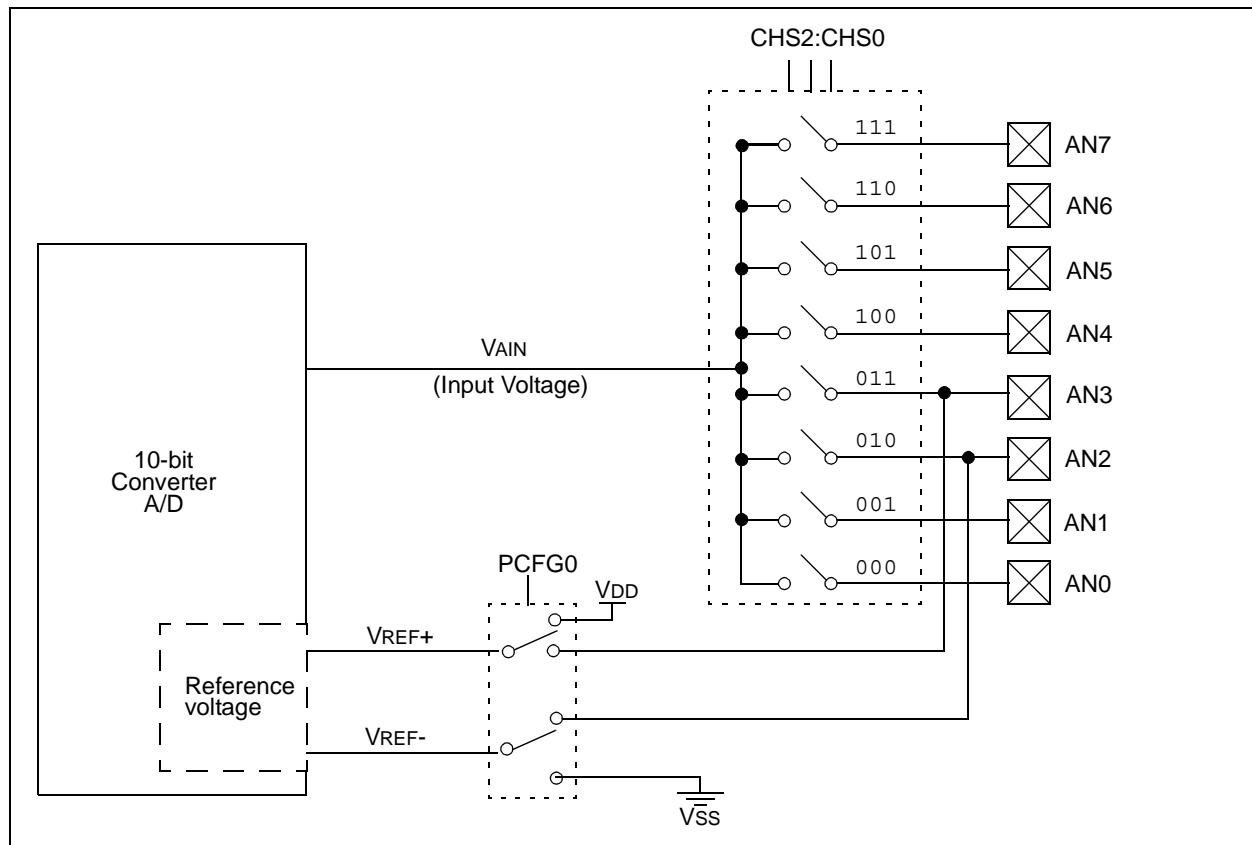 CHS2:CHS0
111
AN7
110
AN6
101
AN5
100
AN4
VAIN
(Input Voltage)
011
AN3
010
AN2
10-bit
Converter
A/D
001
AN1
PCFG0
000
AN0
VDD
VREF+
Reference
voltage
VREF-
VSS